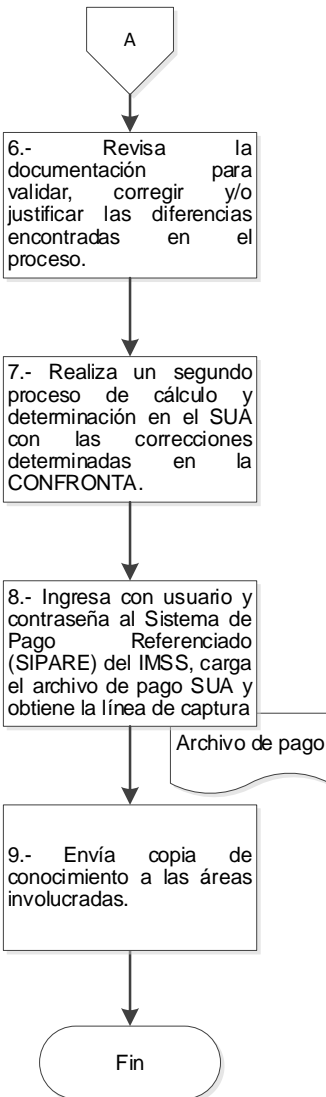 A
6.- Revisa la
documentación para
validar, corregir y/o
justificar las diferencias
encontradas en el
proceso.
7.- Realiza un segundo
proceso de cálculo y
determinación en el SUA
con las correcciones
determinadas en la
CONFRONTA.
8.- Ingresa con usuario y
contraseña al Sistema de
Pago Referenciado
(SIPARE) del IMSS, carga
el archivo de pago SUA y
obtiene la línea de captura
Archivo de pago
9.- Envía copia de
conocimiento a las áreas
involucradas.
Fin